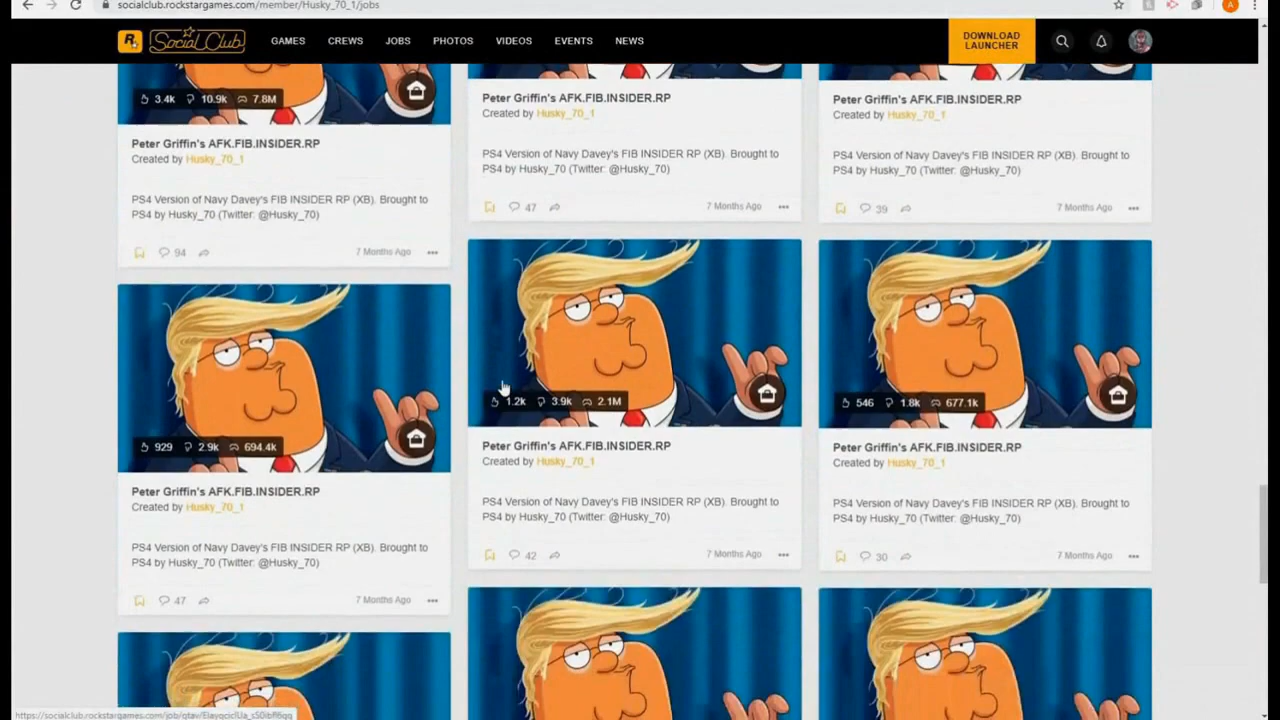 socialclub.rockstargames.com/member/Husky_70_1/jobs
R★ Social Club GAMES CREWS JOBS PHOTOS VIDEOS EVENTS NEWS DOWNLOAD LAUNCHER
A
3.4k 10.9k 7.8M
Peter Griffin's AFK.FIB.INSIDER.RP
Created by Husky_70_1
PS4 Version of Navy Davey's FIB INSIDER RP (XB). Brought to
PS4 by Husky_70 (Twitter: @Husky_70)
94 7 Months Ago
929 2.9k 694.4k
Peter Griffin's AFK.FIB.INSIDER.RP
Created by Husky_70_1
PS4 Version of Navy Davey's FIB INSIDER RP (XB). Brought to
PS4 by Husky_70 (Twitter: @Husky_70)
47 7 Months Ago
Peter Griffin's AFK.FIB.INSIDER.RP
Created by Husky_70_1
PS4 Version of Navy Davey's FIB INSIDER RP (XB). Brought to
PS4 by Husky_70 (Twitter: @Husky_70)
47 7 Months Ago
1.2k 3.9k 2.1M
Peter Griffin's AFK.FIB.INSIDER.RP
Created by Husky_70_1
PS4 Version of Navy Davey's FIB INSIDER RP (XB). Brought to
PS4 by Husky_70 (Twitter: @Husky_70)
42 7 Months Ago
Peter Griffin's AFK.FIB.INSIDER.RP
Created by Husky_70_1
PS4 Version of Navy Davey's FIB INSIDER RP (XB). Brought to
PS4 by Husky_70 (Twitter: @Husky_70)
39 7 Months Ago
546 1.8k 677.1k
Peter Griffin's AFK.FIB.INSIDER.RP
Created by Husky_70_1
PS4 Version of Navy Davey's FIB INSIDER RP (XB). Brought to
PS4 by Husky_70 (Twitter: @Husky_70)
30 7 Months Ago